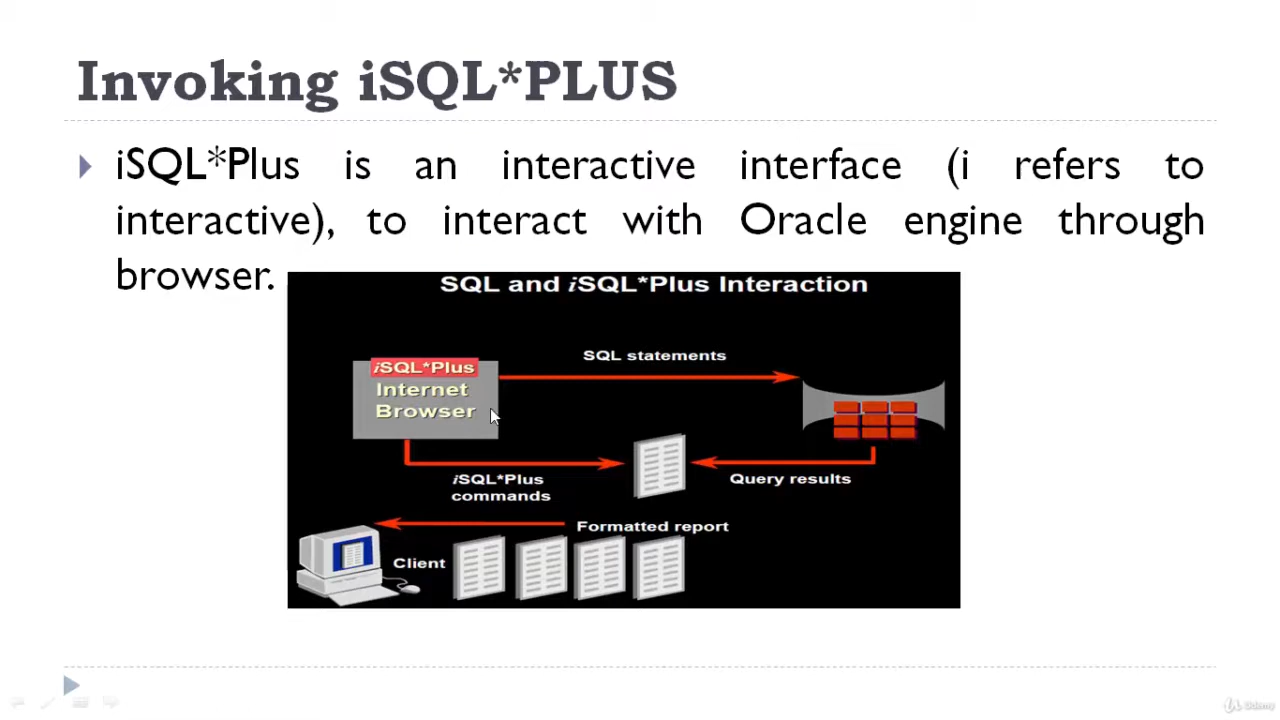 Invoking iSQL*PLUS
iSQL*Plus is an interactive interface (i refers to
interactive), to interact with Oracle engine through
browser.
SQL and iSQL*Plus Interaction
SQL statements
iSQL*Plus
Internet
Browser
iSQL*Plus
commands
Query results
Formatted report
Client
Udemy